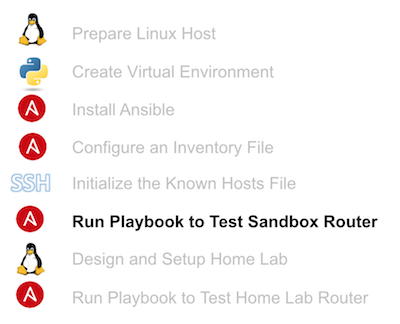 Prepare Linux Host
Create Virtual Environment
Install Ansible
Configure an Inventory File
SSH Initialize the Known Hosts File
Run Playbook to Test Sandbox Router
Design and Setup Home Lab
Run Playbook to Test Home Lab Router